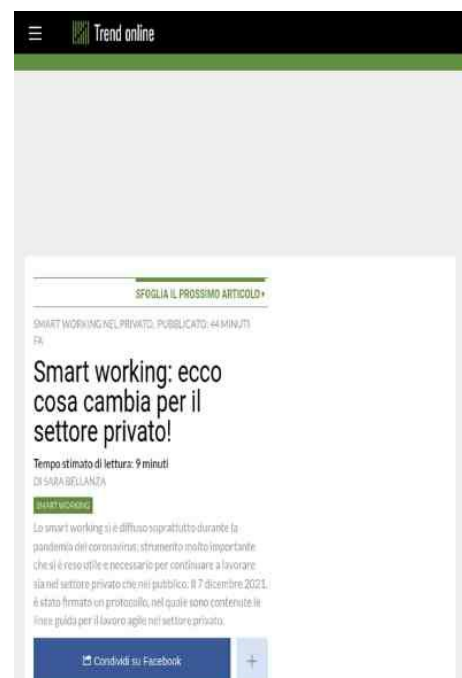 Trend online
SFOGLIA IL PROSSIMO ARTICOLO
SMART WORKING NEL PRIVATO, PUBBLICATO: 44 MINUTI
FA
Smart working: ecco
cosa cambia per il
settore privato!
Tempo stimato di lettura: 9 minuti
DI SARA BELLANZA
SMART WORKING
Lo smart working si è diffuso soprattutto durante la
pandemia del coronavirus: strumento molto importante
che si è reso utile e necessario per continuare a lavorare
sia nel settore privato che nel pubblico. Il 7 dicembre 2021,
è stato firmato un protocollo, nel quale sono contenute le
linee guida per il lavoro agile nel settore privato.
Condividi su Facebook
+